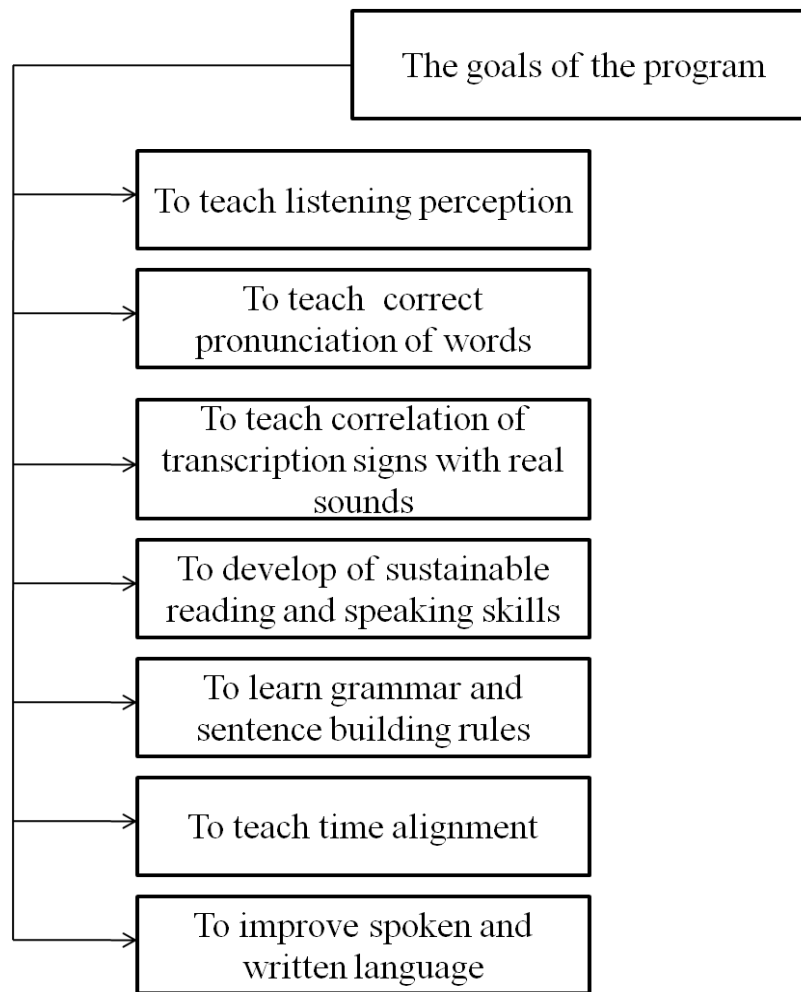 The goals of the program
To teach listening perception
To teach  correct
pronunciation of words
To teach correlation of
transcription signs with real
sounds
To develop of sustainable
reading and speaking skills
To learn grammar and
sentence building rules
To teach time alignment
To improve spoken and
written language